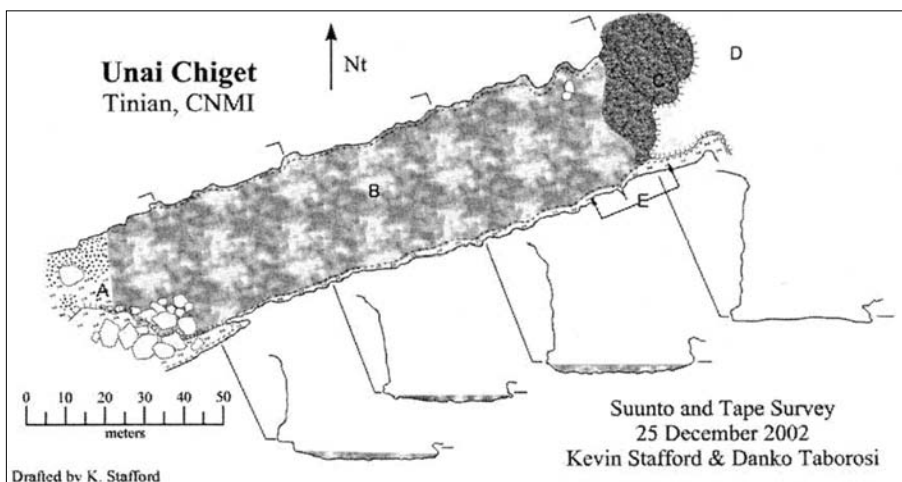 Unai Chiget
Tinian, CNMI
Nt
A
B
C
D
E
0 10 20 30 40 50
meters
Drafted by K. Stafford
Suunto and Tape Survey
25 December 2002
Kevin Stafford & Danko Taborosi